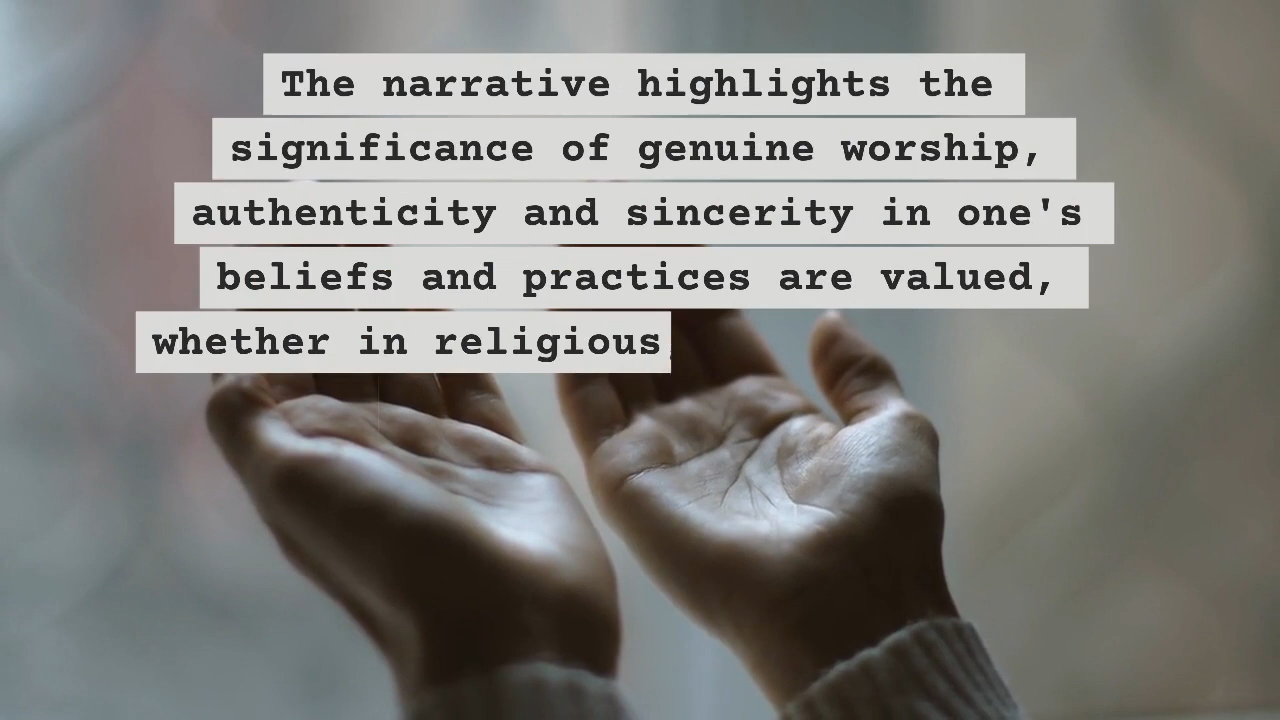 The narrative highlights the
significance of genuine worship,
authenticity and sincerity in one's
beliefs and practices are valued,
whether in religious